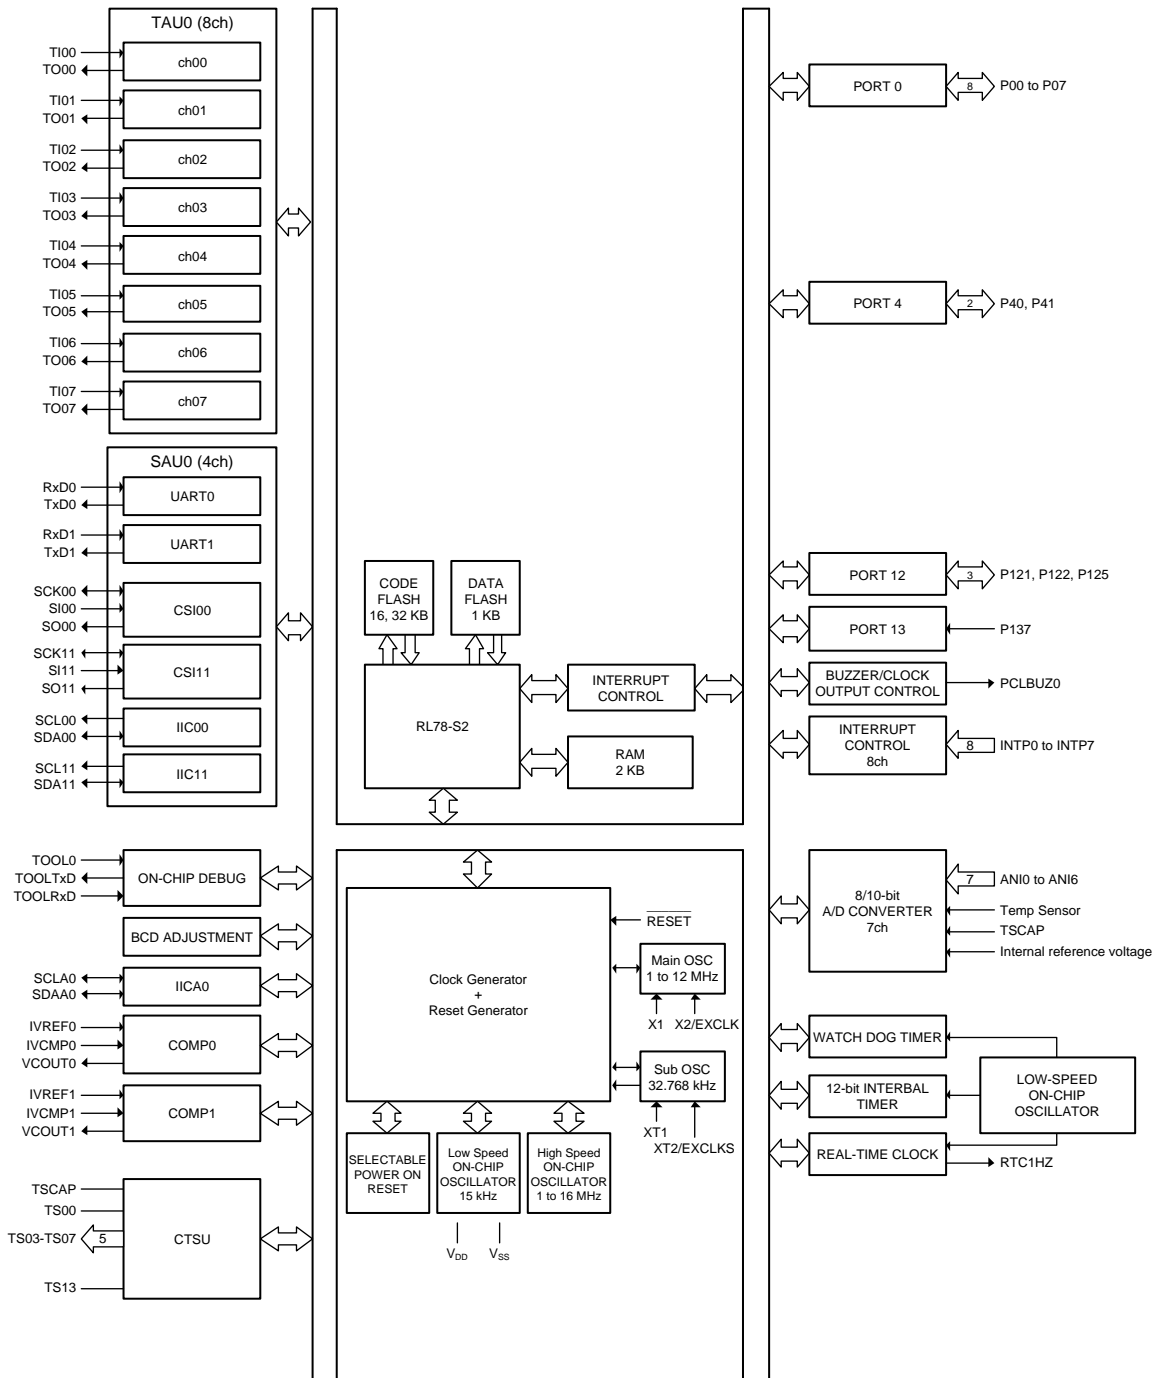 TAU0 (8ch)
TI00
TO00
ch00
TI01
TO01
ch01
TI02
TO02
ch02
TI03
TO03
ch03
TI04
TO04
ch04
TI05
TO05
ch05
TI06
TO06
ch06
TI07
TO07
ch07
SAU0 (4ch)
RxD0
TxD0
UART0
RxD1
TxD1
UART1
SCK00
SI00
SO00
CSI00
SCK11
SI11
SO11
CSI11
SCL00
SDA00
IIC00
SCL11
SDA11
IIC11
TOOL0
TOOLTxD
TOOLRxD
ON-CHIP DEBUG
BCD ADJUSTMENT
SCLA0
SDAA0
IICA0
IVREF0
IVCMP0
VCOUT0
COMP0
IVREF1
IVCMP1
VCOUT1
COMP1
TSCAP
TS00
TS03-TS07
5
TS13
CTSU
CODE
FLASH
16, 32 KB
DATA
FLASH
1 KB
RL78-S2
INTERRUPT
CONTROL
RAM
2 KB
Clock Generator
+
Reset Generator
RESET
Main OSC
1 to 12 MHz
X1
X2/EXCLK
Sub OSC
32.768 kHz
XT1
XT2/EXCLKS
SELECTABLE
POWER ON
RESET
Low Speed
ON-CHIP
OSCILLATOR
15 kHz
High Speed
ON-CHIP
OSCILLATOR
1 to 16 MHz
VDD
VSS
PORT 0
8
P00 to P07
PORT 4
2
P40, P41
PORT 12
3
P121, P122, P125
PORT 13
P137
BUZZER/CLOCK
OUTPUT CONTROL
PCLBUZ0
INTERRUPT
CONTROL
8ch
8
INTP0 to INTP7
8/10-bit
A/D CONVERTER
7ch
7
ANI0 to ANI6
Temp Sensor
TSCAP
Internal reference voltage
WATCH DOG TIMER
12-bit INTERBAL
TIMER
REAL-TIME CLOCK
LOW-SPEED
ON-CHIP
OSCILLATOR
RTC1HZ